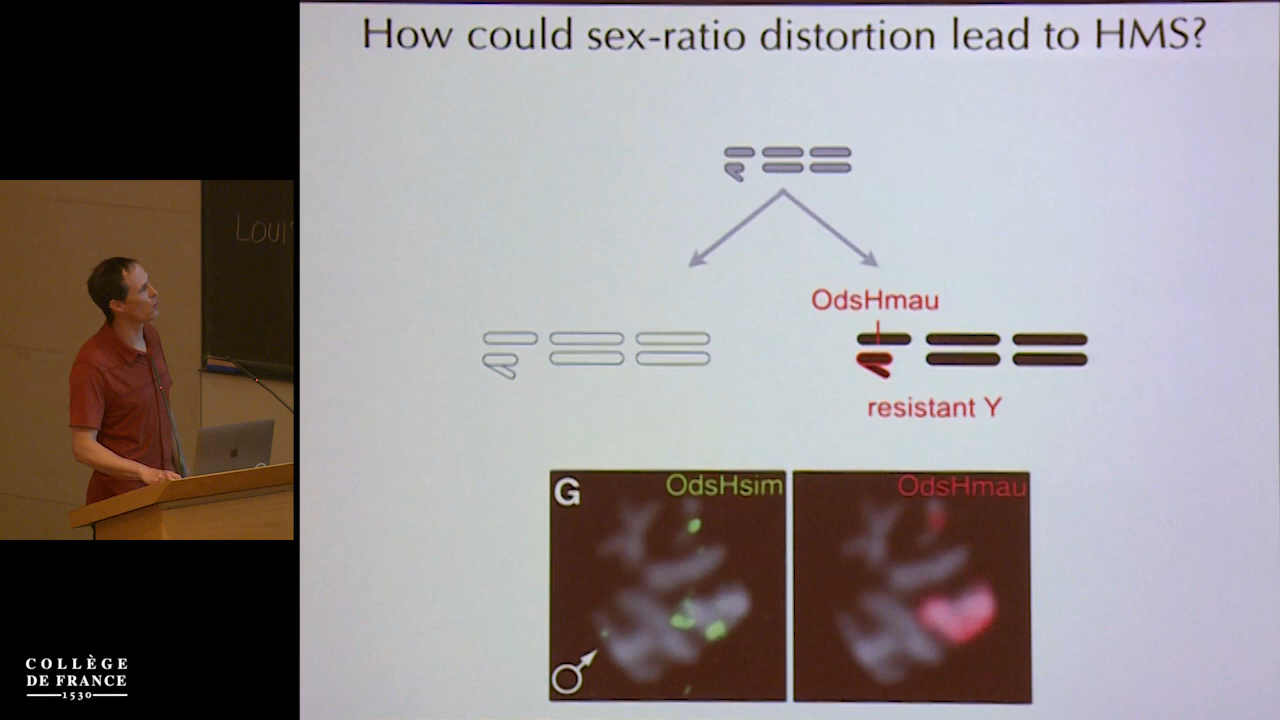 How could sex-ratio distortion lead to HMS?
OdsHmau
resistant Y
G
OdsHsim
OdsHmau
COLLÈGE
DE FRANCE
1530